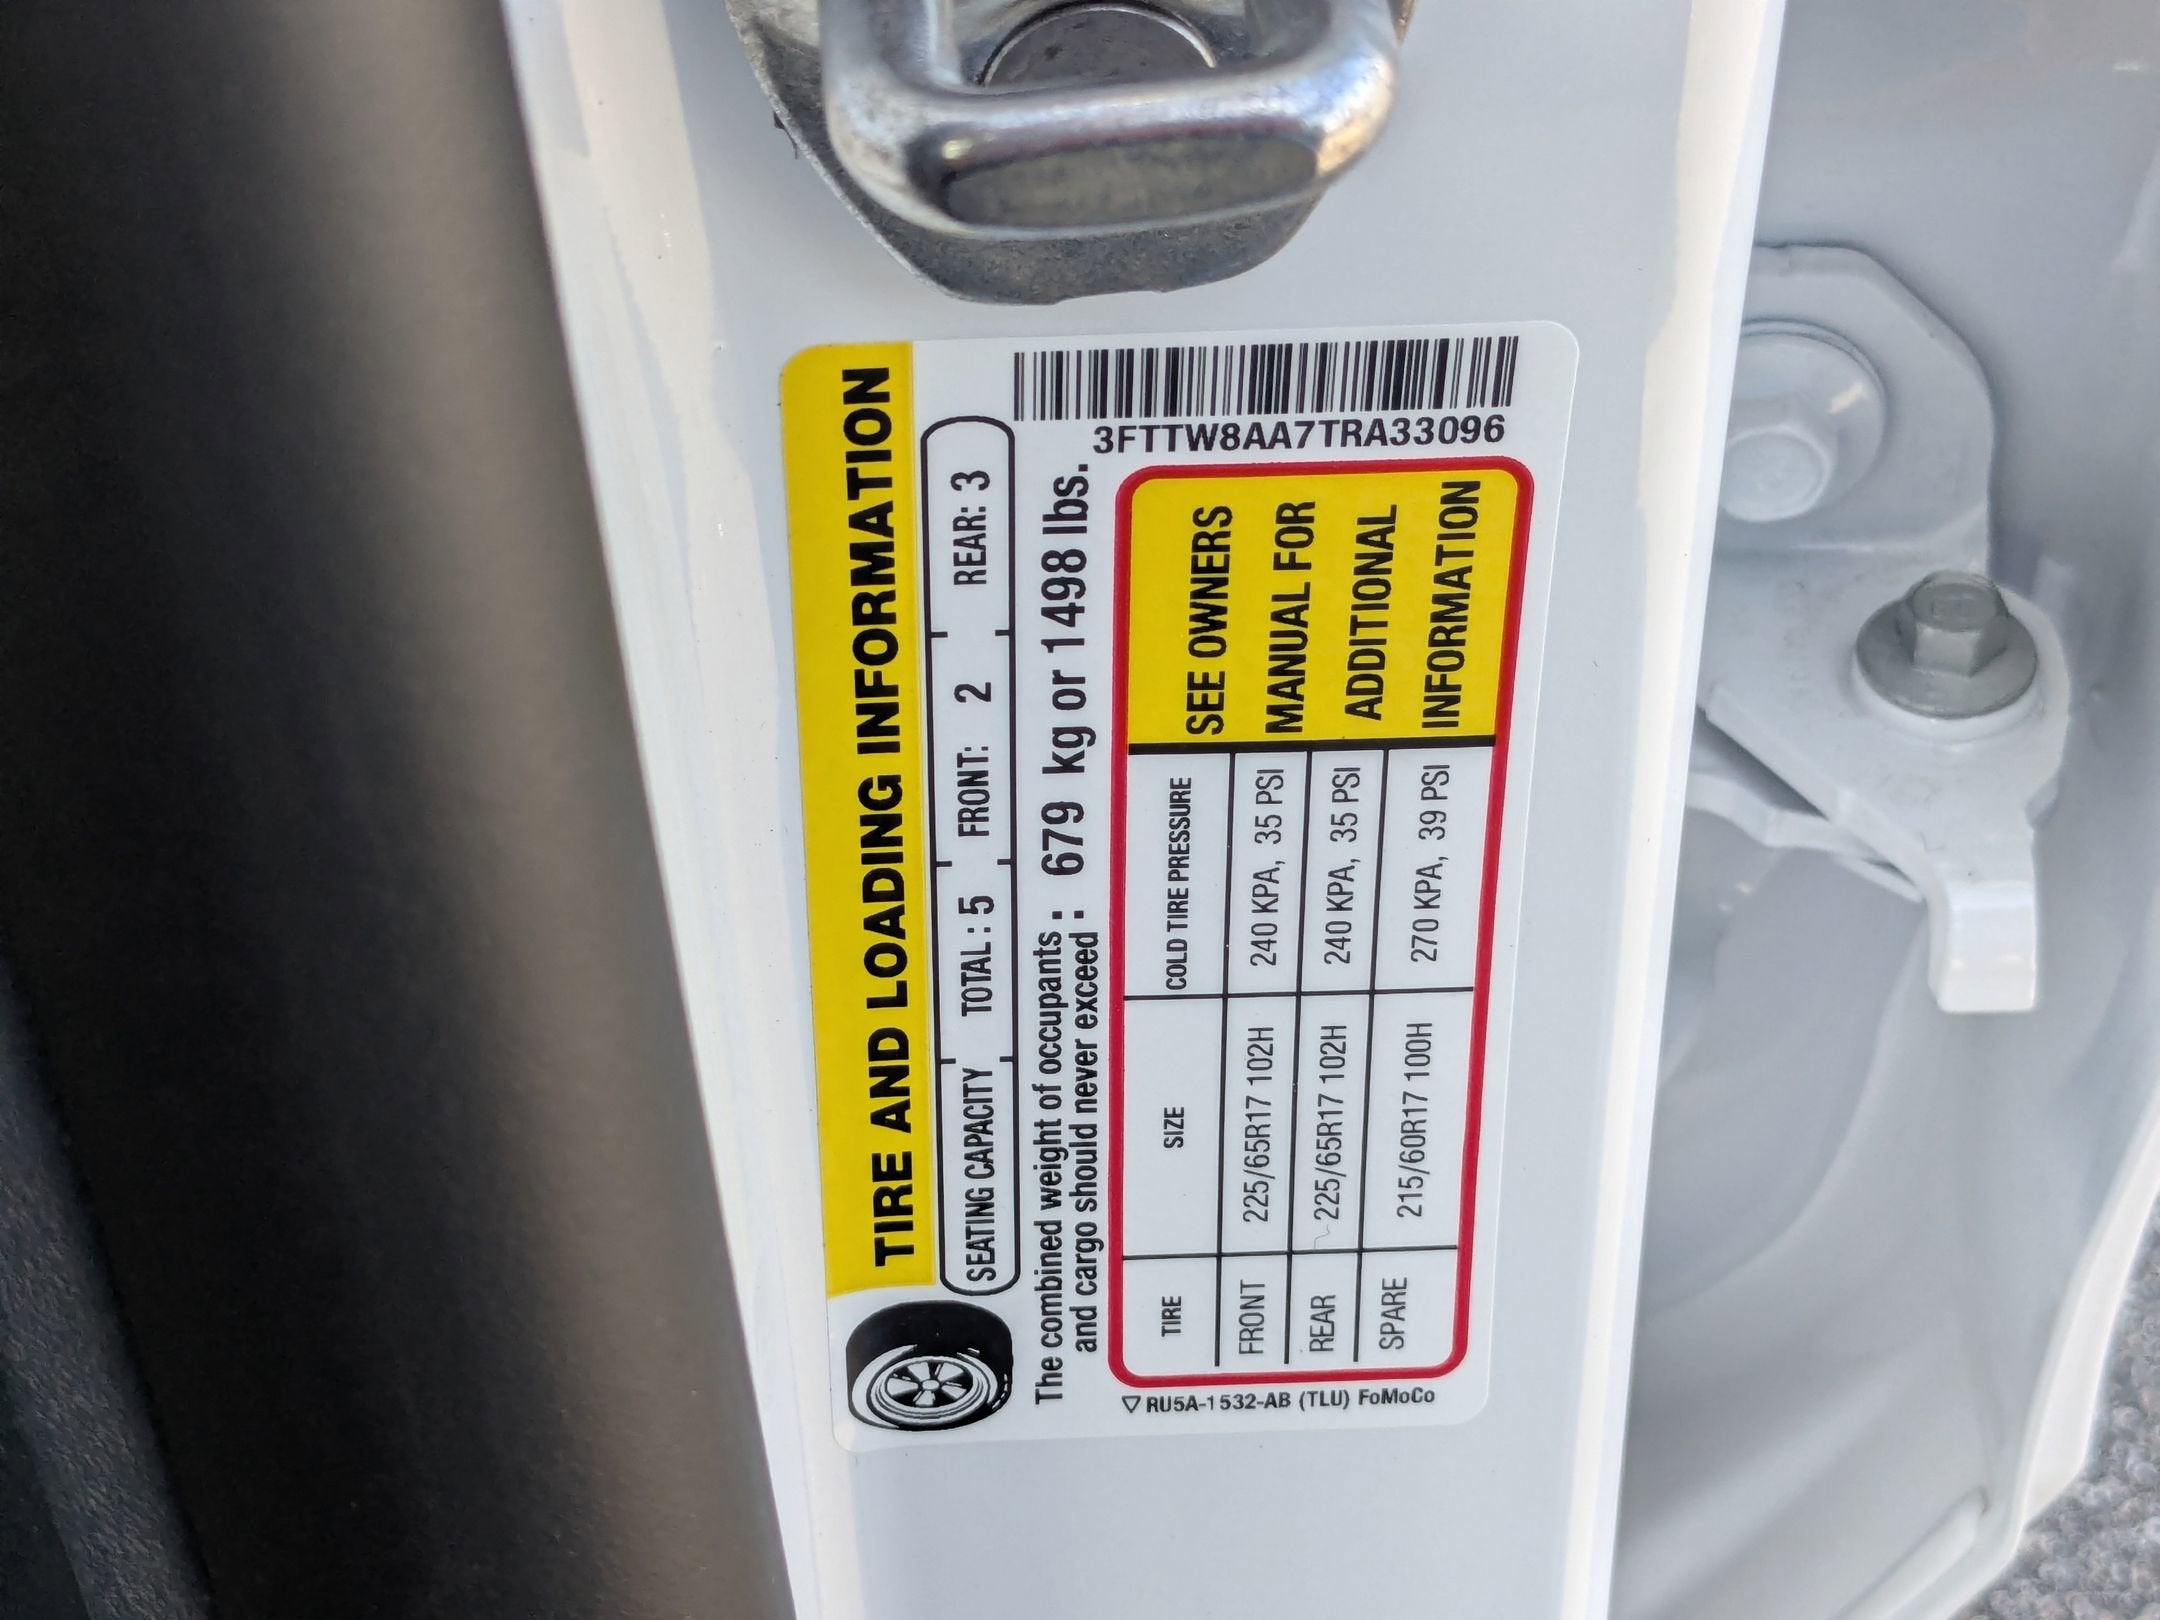 TIRE AND LOADING INFORMATION
SEATING CAPACITY TOTAL: 5 FRONT: 2 REAR: 3
The combined weight of occupants : 
and cargo should never exceed : 679 kg or 1498 lbs.
3FTTW8AA7TRA33096
TIRE SIZE COLD TIRE PRESSURE
FRONT 225/65R17 102H 240 KPA, 35 PSI
REAR 225/65R17 102H 240 KPA, 35 PSI
SPARE 215/60R17 100H 270 KPA, 39 PSI
SEE OWNERS
MANUAL FOR
ADDITIONAL
INFORMATION
RU5A-1532-AB (TLU) FoMoCo